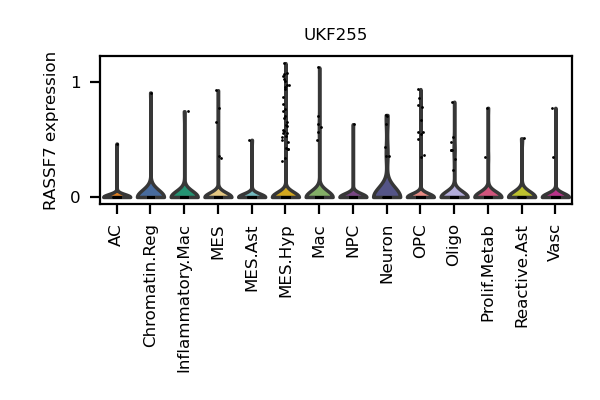 UKF255
RASSF7 expression
1
0
AC
Chromatin.Reg
Inflammatory.Mac
MES
MES.Ast
MES.Hyp
Mac
NPC
Neuron
OPC
Oligo
Prolif.Metab
Reactive.Ast
Vasc